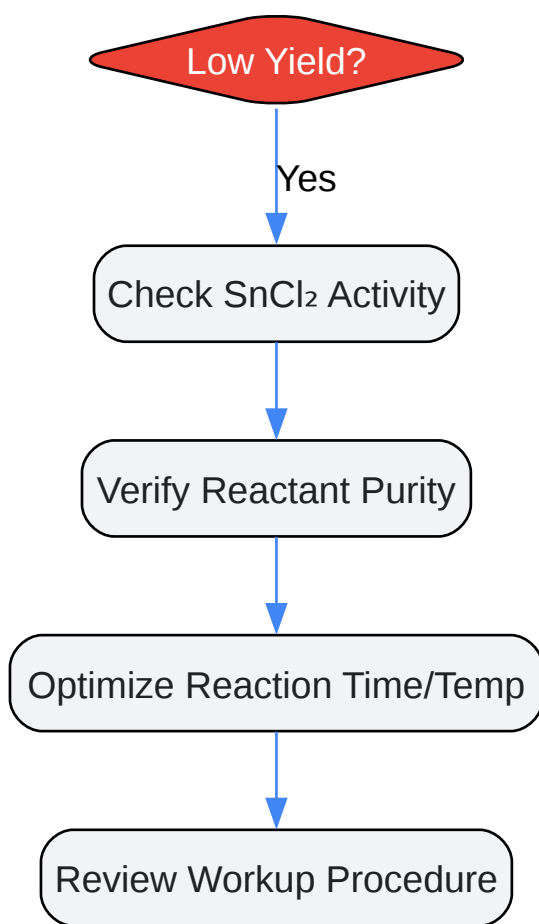 Low Yield?
Yes
Check SnCl₂ Activity
Verify Reactant Purity
Optimize Reaction Time/Temp
Review Workup Procedure